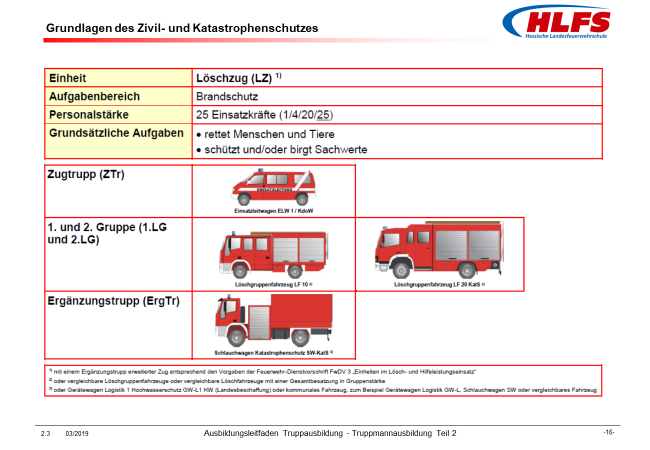 Grundlagen des Zivil- und Katastrophenschutzes
HLFS
Hessische Landesfeuerwehrschule
Einheit Löschzug (LZ) ¹⁾
Aufgabenbereich Brandschutz
Personalstärke 25 Einsatzkräfte (1/4/20/25)
Grundsätzliche Aufgaben • rettet Menschen und Tiere
• schützt und/oder birgt Sachwerte
Zugtrupp (ZTr)
EINSATZLEITUNG
Einsatzleitwagen ELW 1 / KdoW
1. und 2. Gruppe (1.LG
und 2.LG)
Löschgruppenfahrzeug LF 10 ²⁾
Löschgruppenfahrzeug LF 20 KatS ²⁾
Ergänzungstrupp (ErgTr)
Schlauchwagen Katastrophenschutz SW-KatS ³⁾
¹⁾ mit einem Ergänzungstrupp erweiterter Zug entsprechend den Vorgaben der Feuerwehr-Dienstvorschrift FwDV 3 „Einheiten im Lösch- und Hilfeleistungseinsatz"
²⁾ oder vergleichbare Löschgruppenfahrzeuge oder vergleichbare Löschfahrzeuge mit einer Gesamtbesatzung in Gruppenstärke
³⁾ oder Gerätewagen Logistik 1 Hochwasserschutz GW-L1 HW (Landesbeschaffung) oder kommunales Fahrzeug, zum Beispiel Gerätewagen Logistik GW-L, Schlauchwagen SW oder vergleichbares Fahrzeug
2.3 03/2019 Ausbildungsleitfaden Truppausbildung - Truppmannausbildung Teil 2 -16-